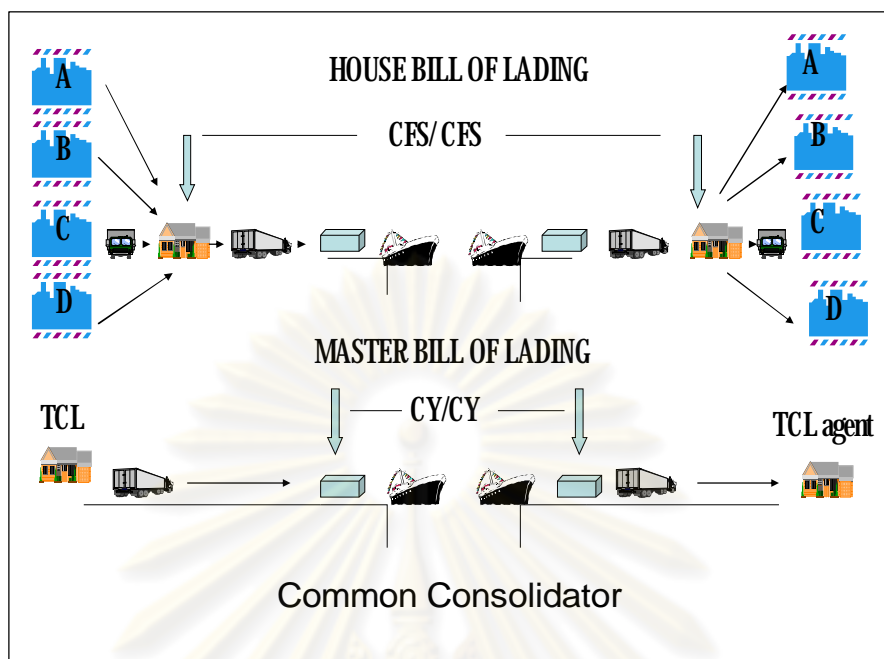 A
B
C
D
HOUSE BILL OF LADING
CFS/ CFS
A
B
C
D
MASTER BILL OF LADING
CY/CY
TCL
TCL agent
Common Consolidator